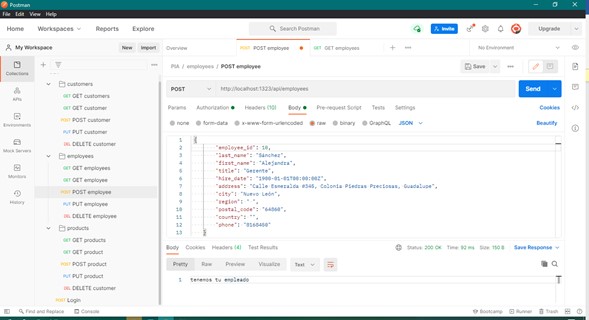 Postman
File Edit View Help
Home Workspaces Reports Explore
Search Postman
Invite
Upgrade
My Workspace
New Import
Overview
POST employee
GET employees
No Environment
Collections
APIs
Environments
Mock Servers
Monitors
History
customers
GET GET customers
GET GET customer
POST POST customer
PUT PUT customer
DEL DELETE customer
employees
GET GET employees
GET GET employee
POST POST employee
PUT PUT employee
DEL DELETE employee
products
GET GET products
GET GET product
POST POST product
PUT PUT product
DEL DELETE customer
POST Login
PIA / employees / POST employee
Save
POST
http://localhost:1323/api/employees
Send
Params Authorization Headers (10) Body Pre-request Script Tests Settings
Cookies
none form-data x-www-form-urlencoded raw binary GraphQL JSON
Beautify
1 {
2 "employee_id": 10,
3 "last_name": "Sánchez",
4 "first_name": "Alejandra",
5 "title": "Gerente",
6 "hire_date": "1990-01-01T00:00:00Z",
7 "address": "Calle Esmeralda #345, Colonia Piedras Preciosas, Guadalupe",
8 "city": "Nuevo León",
9 "region": " ",
10 "postal_code": "64060",
11 "country": "",
12 "phone": "8160400"
13 }
Body Cookies Headers (4) Test Results
Status: 200 OK Time: 92 ms Size: 150 B
Save Response
Pretty Raw Preview Visualize Text
1 tenemos tu empleado
Find and Replace Console
Bootcamp Runner Trash